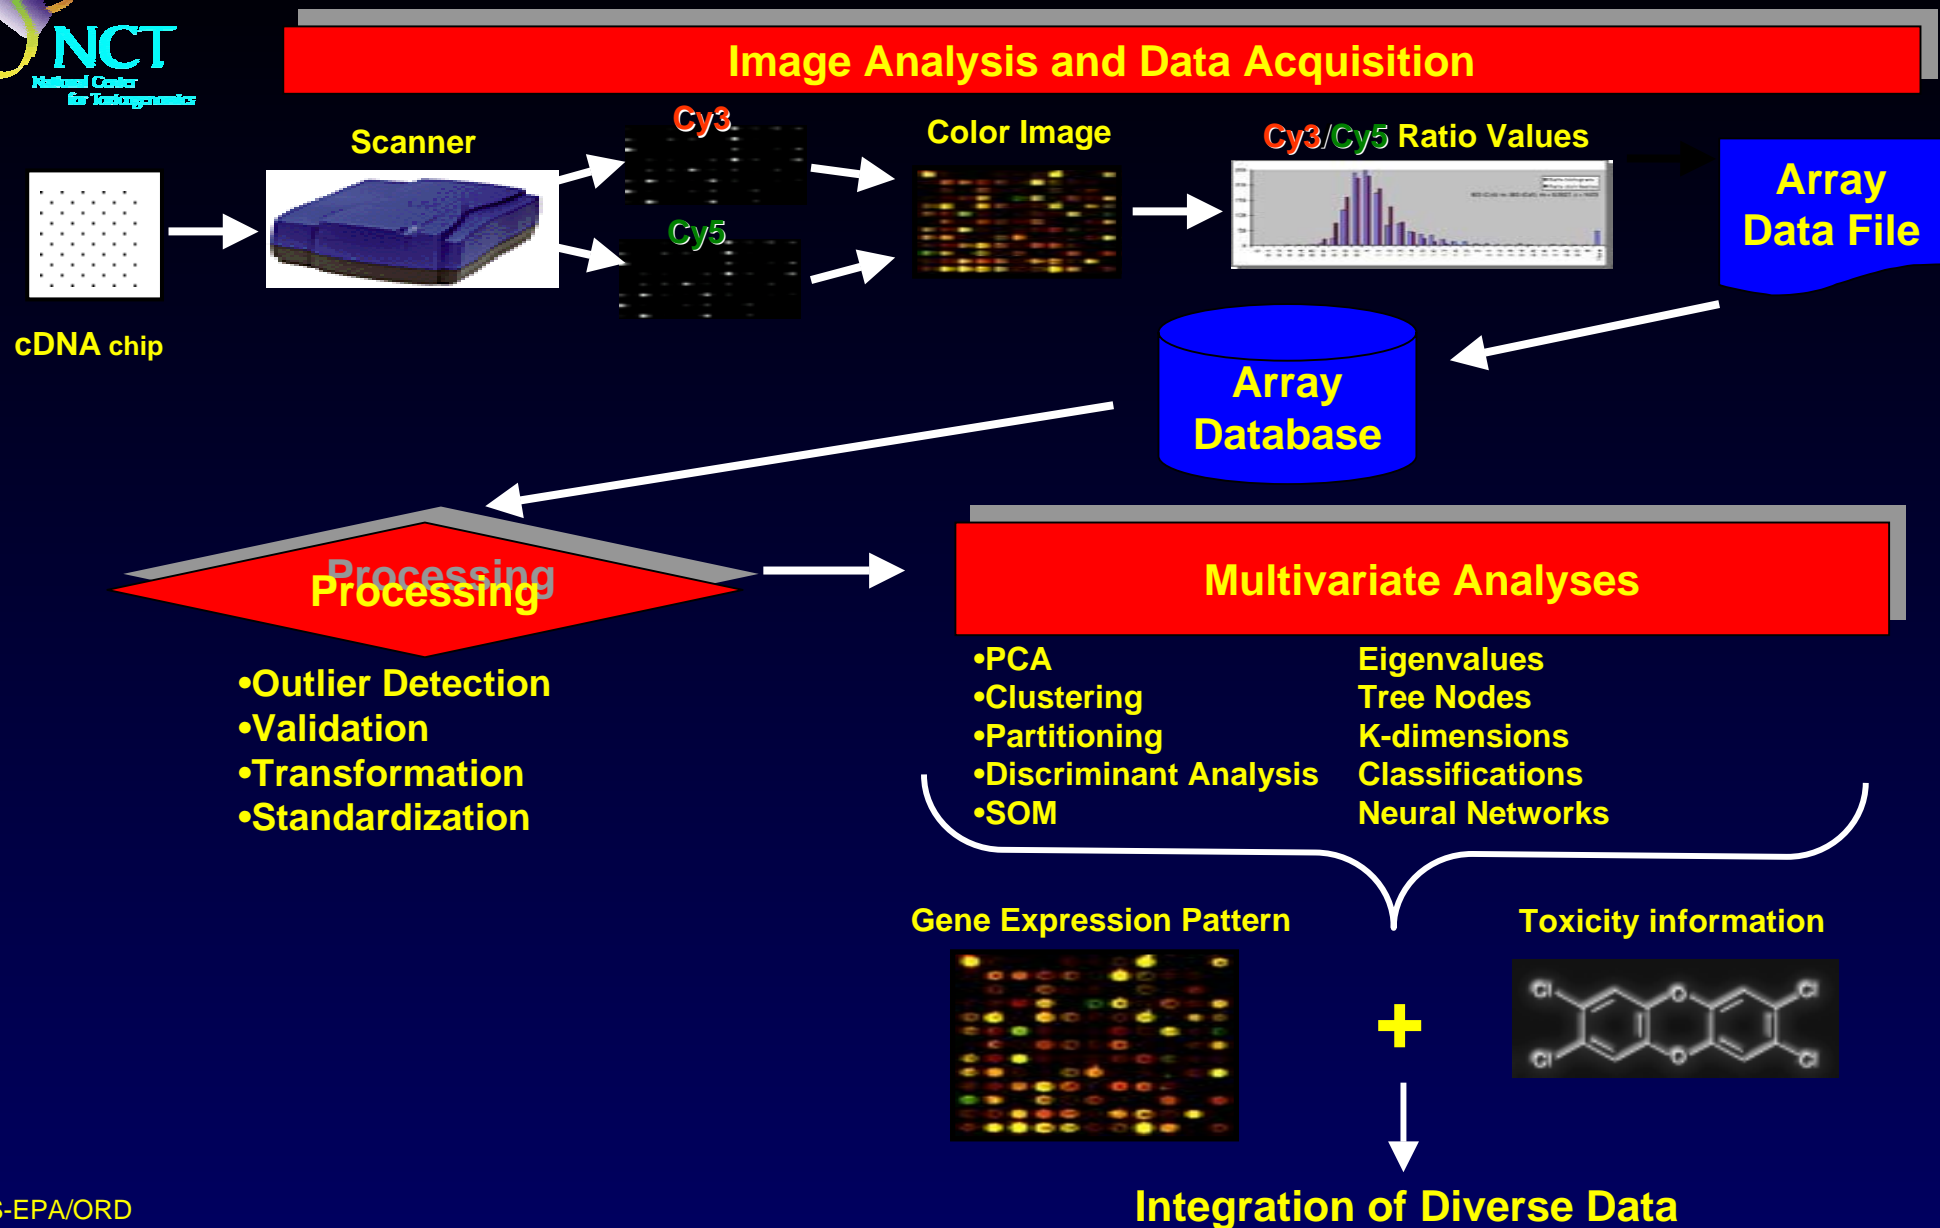 NCT
National Center
for Toxicogenomics
Image Analysis and Data Acquisition
Scanner
Cy3
Cy5
Color Image
Cy3/Cy5 Ratio Values
Array
Data File
cDNA chip
Array
Database
Processing
•Outlier Detection
•Validation
•Transformation
•Standardization
Multivariate Analyses
•PCA Eigenvalues
•Clustering Tree Nodes
•Partitioning K-dimensions
•Discriminant Analysis Classifications
•SOM Neural Networks
Gene Expression Pattern
Toxicity information
Cl
O
Cl
Cl
O
Cl
+
Integration of Diverse Data
-EPA/ORD